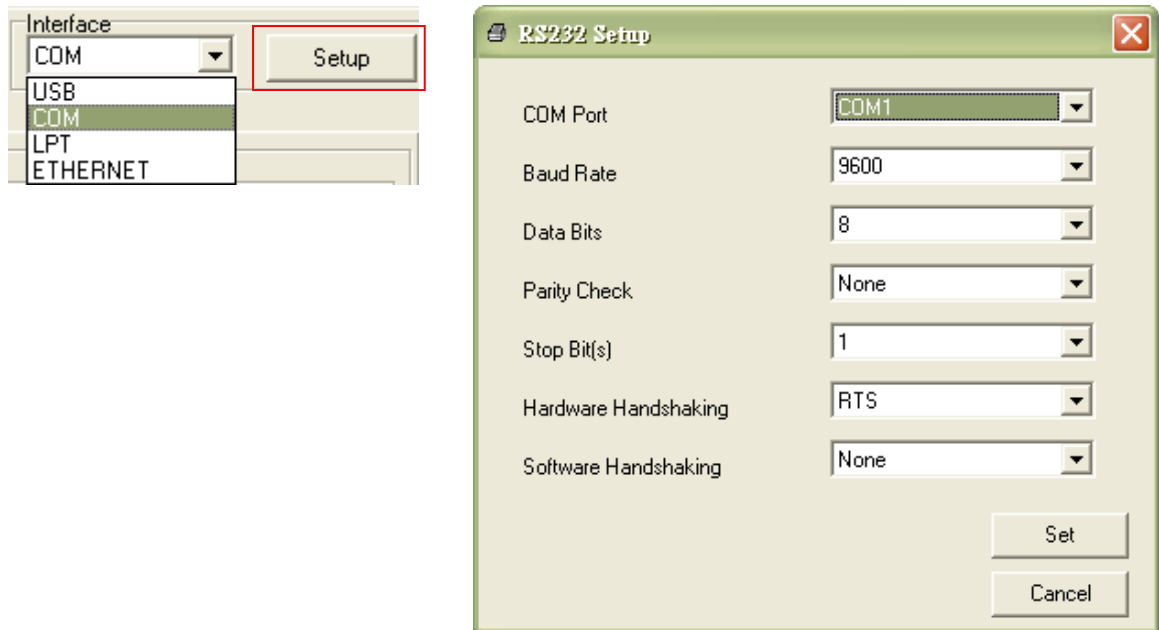 Interface
COM
Setup
USB
COM
LPT
ETHERNET
RS232 Setup
COM Port COM1
Baud Rate 9600
Data Bits 8
Parity Check None
Stop Bit(s) 1
Hardware Handshaking RTS
Software Handshaking None
Set
Cancel